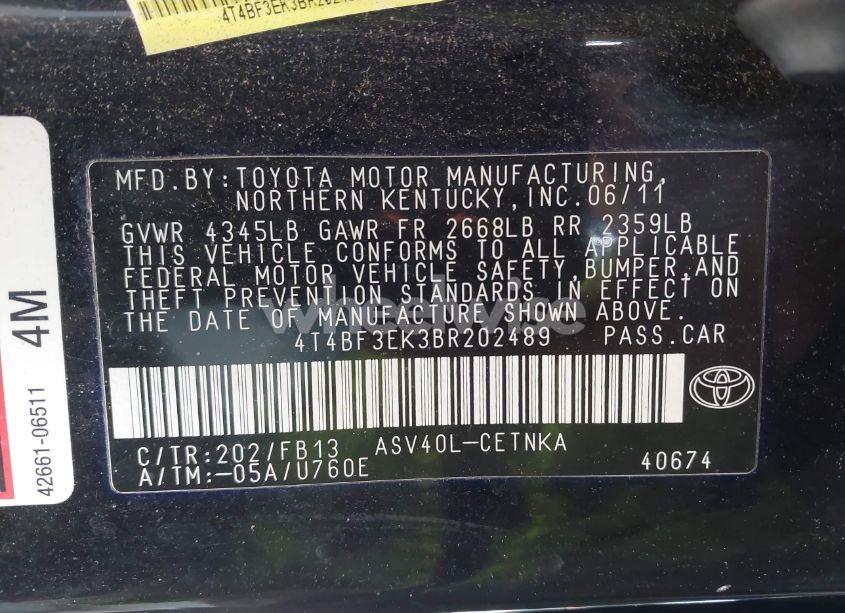 4T4BF3EK3BR202489
MFD.BY:TOYOTA MOTOR MANUFACTURING,
NORTHERN KENTUCKY,INC.06/11
GVWR 4345LB GAWR FR 2668LB RR 2359LB
THIS VEHICLE CONFORMS TO ALL APPLICABLE
FEDERAL MOTOR VEHICLE SAFETY,BUMPER,AND
THEFT PREVENTION STANDARDS IN EFFECT ON
THE DATE OF MANUFACTURE SHOWN ABOVE.
wheelwise
4T4BF3EK3BR202489 PASS.CAR
C/TR:202/FB13 ASV40L-CETNKA
A/TM:-05A/U760E 40674
4M
42661-06511